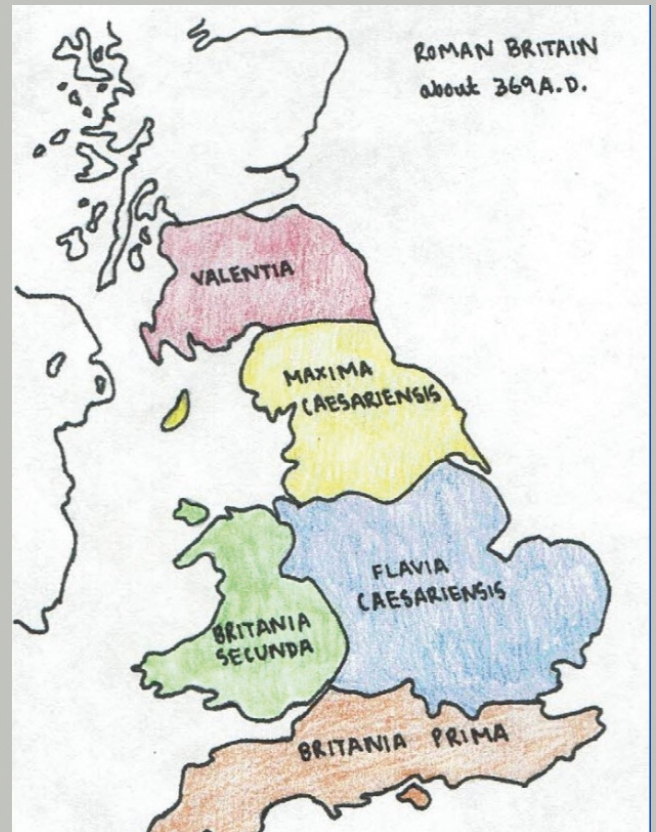 ROMAN BRITAIN
about 369 A.D.
VALENTIA
MAXIMA
CAESARIENSIS
FLAVIA
CAESARIENSIS
BRITANIA
SECUNDA
BRITANIA PRIMA